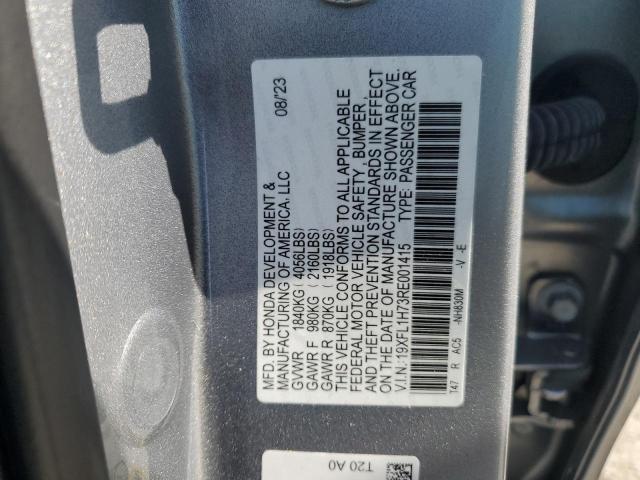 MFD. BY HONDA DEVELOPMENT & 08/'23
MANUFACTURING OF AMERICA, LLC
GVWR 1840KG( 4056LBS)
GAWR F 980KG ( 2160LBS)
GAWR R 870KG ( 1918LBS)
THIS VEHICLE CONFORMS TO ALL APPLICABLE
FEDERAL MOTOR VEHICLE SAFETY, BUMPER,
AND THEFT PREVENTION STANDARDS IN EFFECT
ON THE DATE OF MANUFACTURE SHOWN ABOVE.
V.I.N.:19XFL1H73RE001415 TYPE: PASSENGER CAR
T47 R AC5 -NH830M -V -E
T20 A0